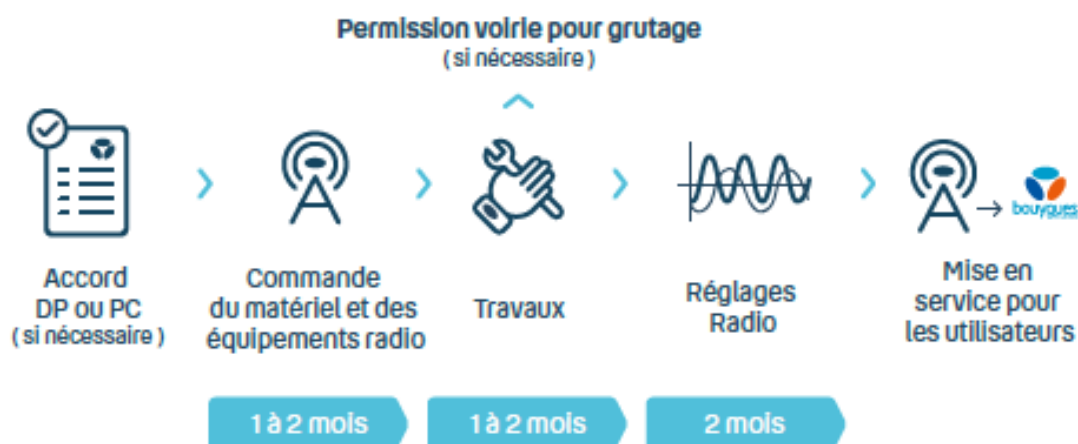 Permission voirie pour grutage
( si nécessaire )
Accord
DP ou PC
( si nécessaire )
Commande
du matériel et des
équipements radio
Travaux
Réglages
Radio
bouygues
Mise en
service pour
les utilisateurs
1 à 2 mois
1 à 2 mois
2 mois